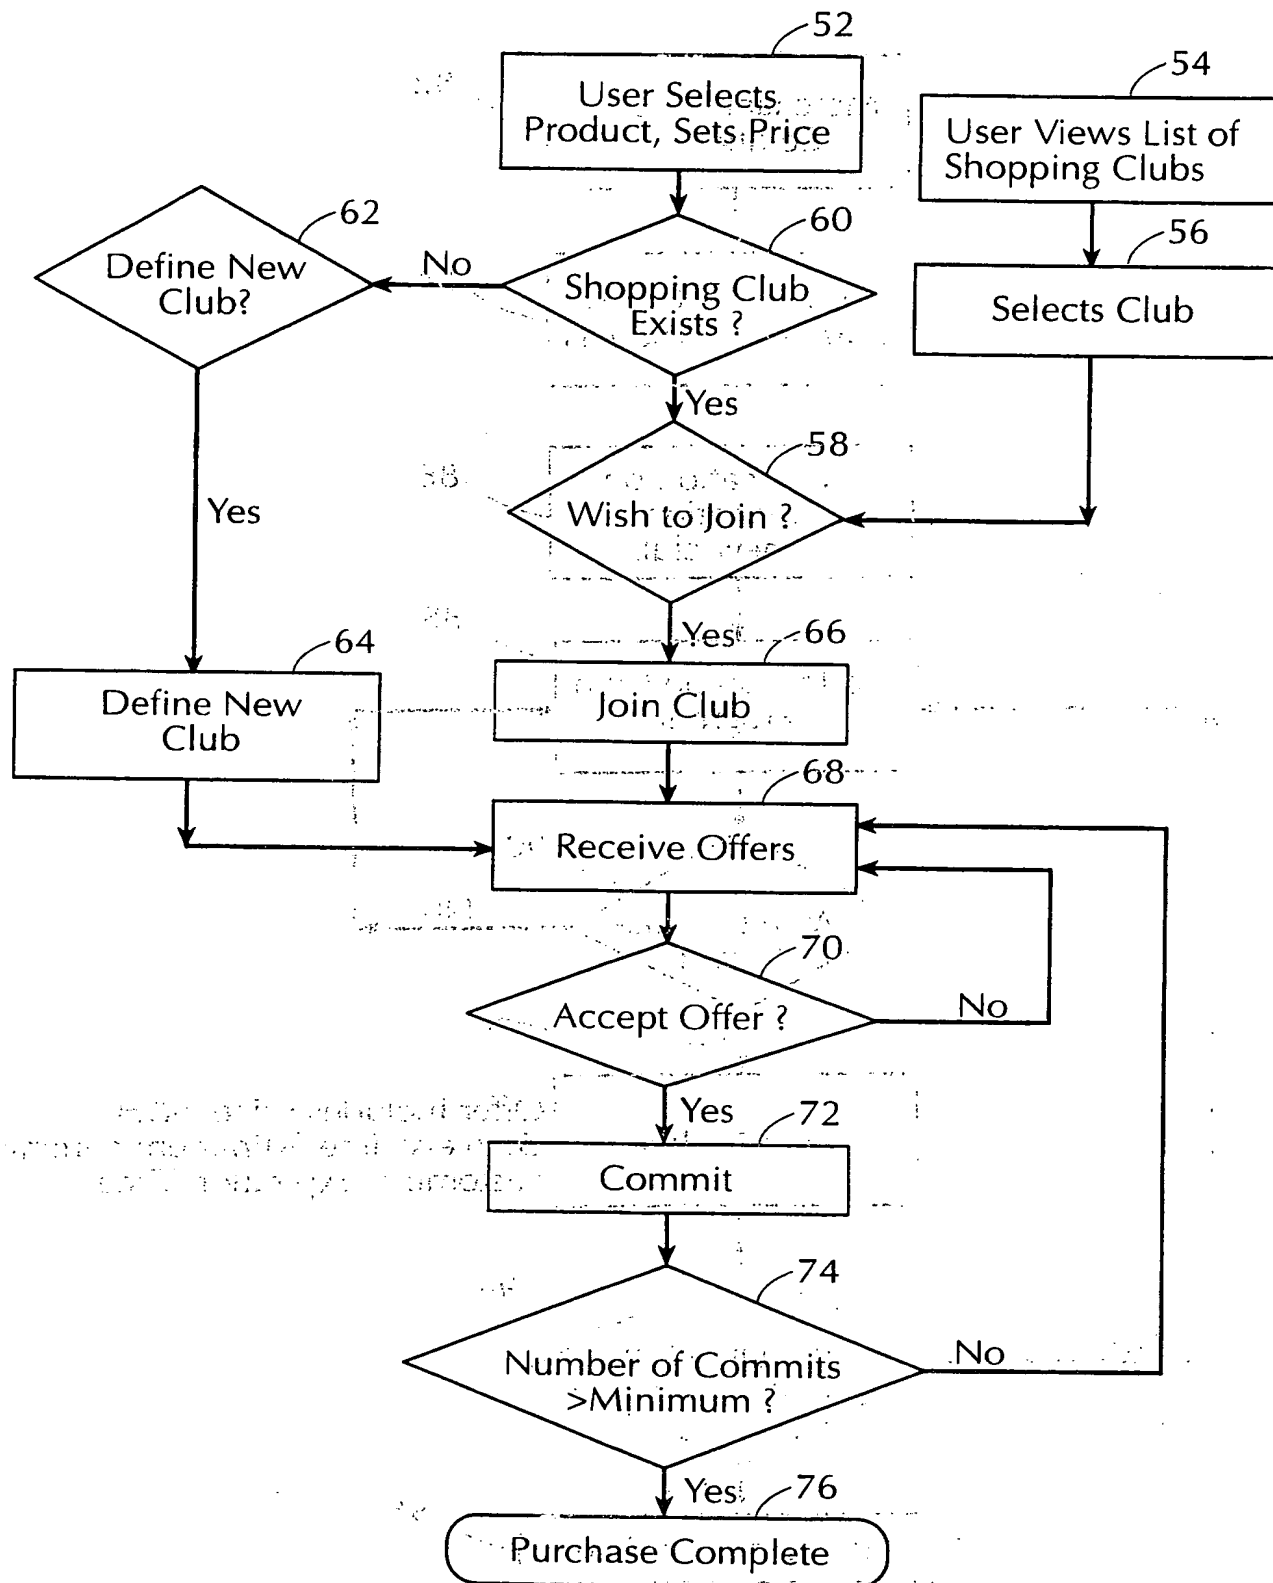 52
User Selects
Product, Sets Price
54
User Views List of
Shopping Clubs
62
Define New
Club?
No
60
Shopping Club
Exists ?
56
Selects Club
Yes
58
Wish to Join ?
Yes
Yes
64
Define New
Club
66
Join Club
68
Receive Offers
70
Accept Offer ?
No
Yes
72
Commit
74
Number of Commits
>Minimum ?
No
Yes
76
Purchase Complete